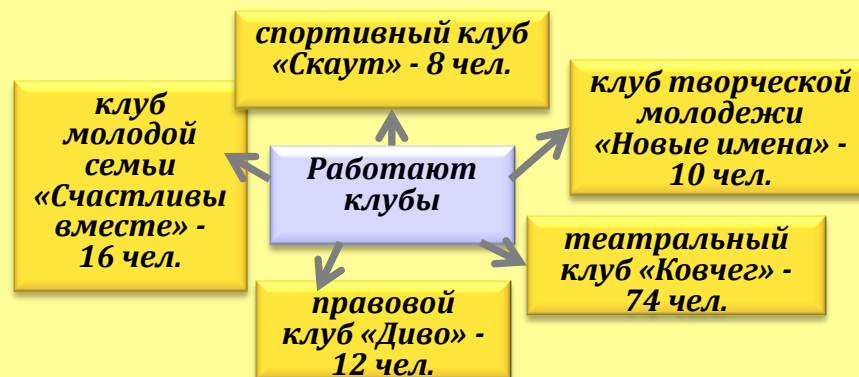 спортивный клуб
«Скаут» - 8 чел.
клуб
молодой
семьи
«Счастливы
вместе» -
16 чел.
Работают
клубы
клуб творческой
молодежи
«Новые имена» -
10 чел.
театральный
клуб «Ковчег» -
74 чел.
правовой
клуб «Диво» -
12 чел.